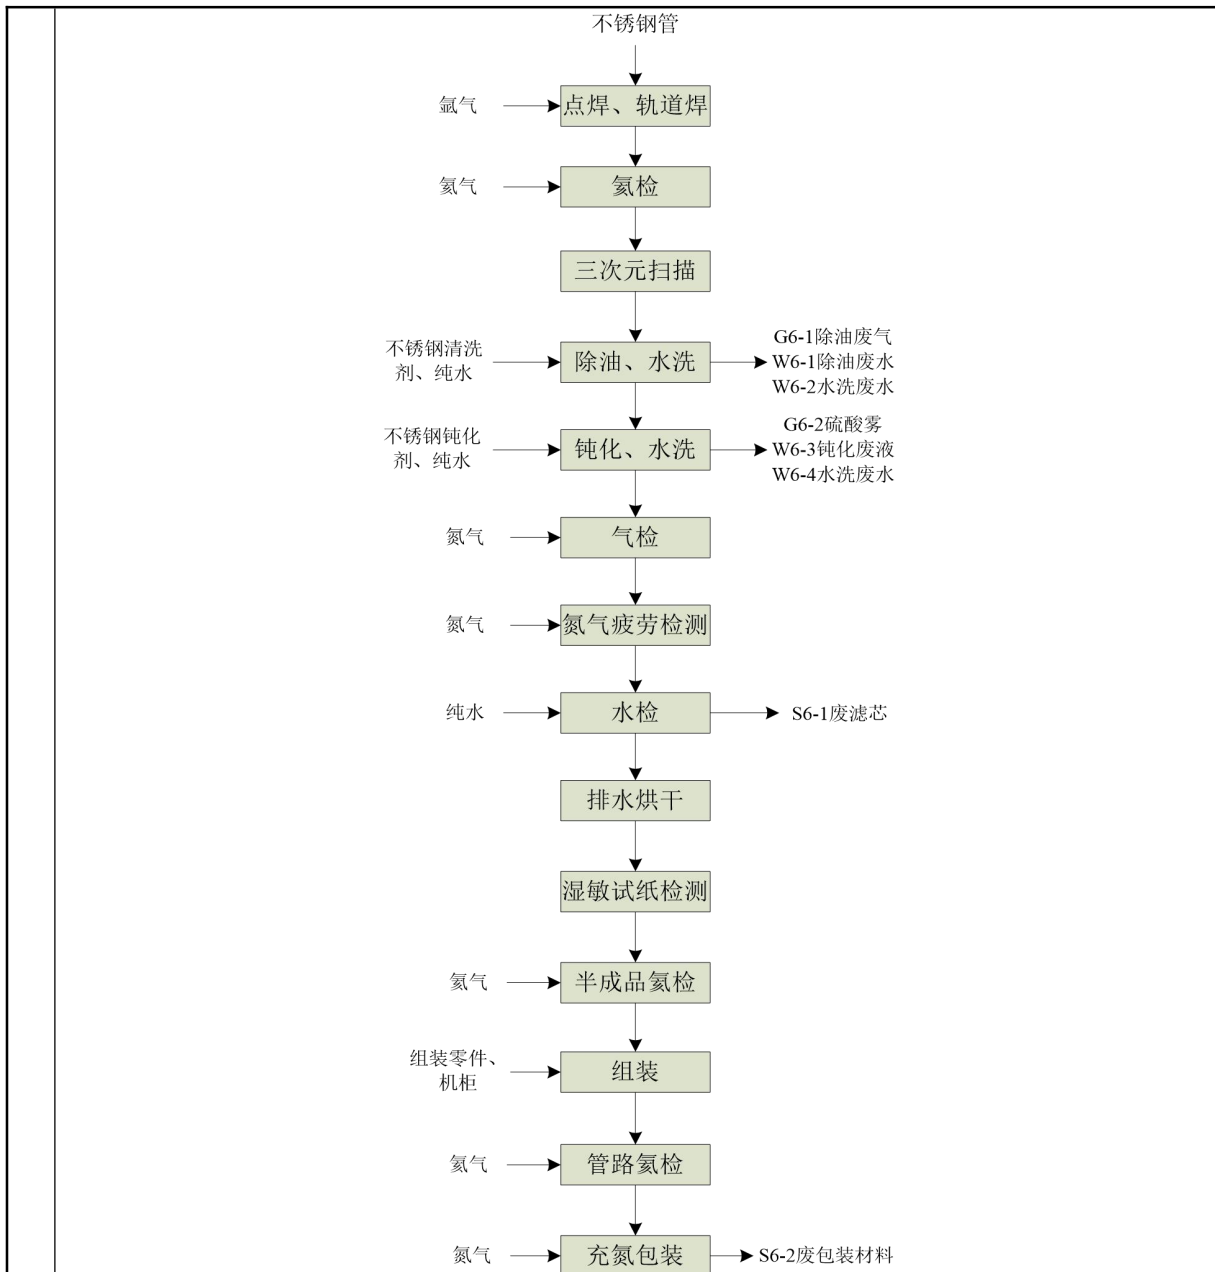 不锈钢管
氩气
点焊、轨道焊
氦气
氦检
三次元扫描
不锈钢清洗
剂、纯水
除油、水洗
G6-1除油废气
W6-1除油废水
W6-2水洗废水
不锈钢钝化
剂、纯水
钝化、水洗
G6-2硫酸雾
W6-3钝化废液
W6-4水洗废水
氮气
气检
氮气
氮气疲劳检测
纯水
水检
S6-1废滤芯
排水烘干
湿敏试纸检测
氦气
半成品氦检
组装零件、
机柜
组装
氦气
管路氦检
氮气
充氮包装
S6-2废包装材料